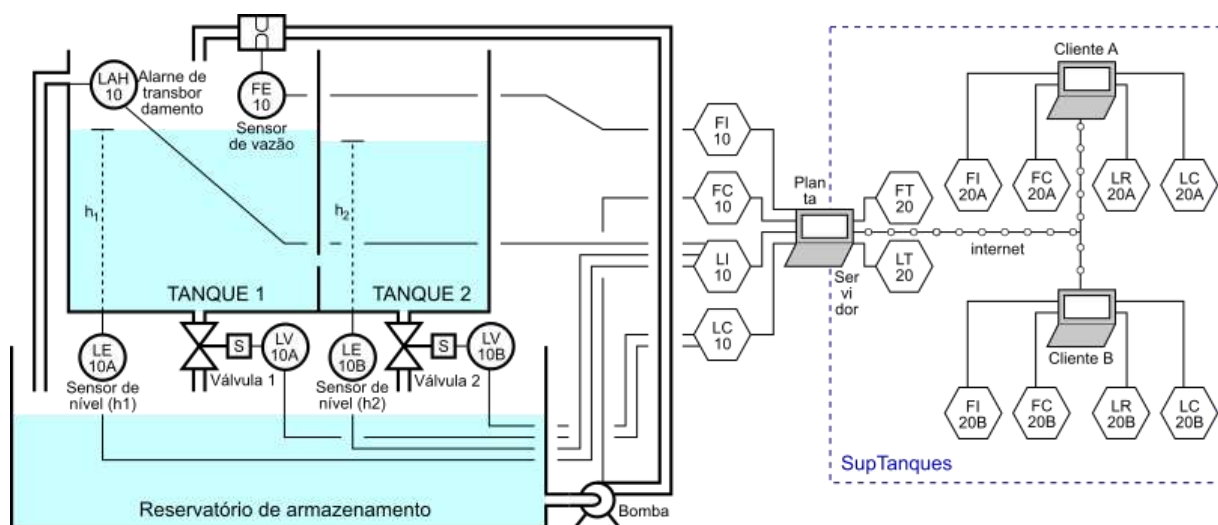 LAH
10
Alarne de
transbor
damento
FE
10
Sensor
de vazão
h1
h2
TANQUE 1
TANQUE 2
LE
10A
Sensor de
nível (h1)
S
LV
10A
Válvula 1
LE
10B
Sensor de
nível (h2)
S
LV
10B
Válvula 2
Reservatório de armazenamento
Bomba
FI
10
FC
10
LI
10
LC
10
Plan
ta
Ser
vi
dor
FT
20
LT
20
internet
Cliente A
FI
20A
FC
20A
LR
20A
LC
20A
Cliente B
FI
20B
FC
20B
LR
20B
LC
20B
SupTanques